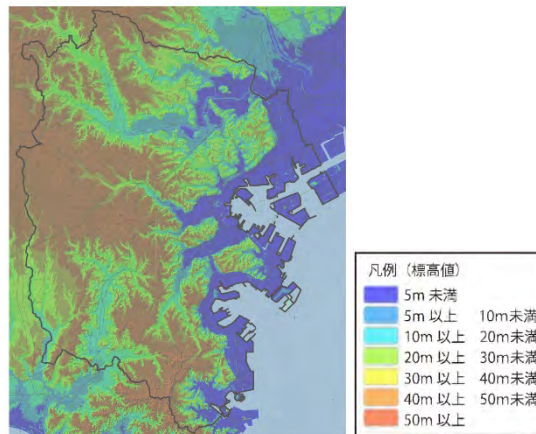 凡例（標高値）
5m 未満
5m 以上 10m未満
10m 以上 20m未満
20m 以上 30m未満
30m 以上 40m未満
40m 以上 50m未満
50m 以上